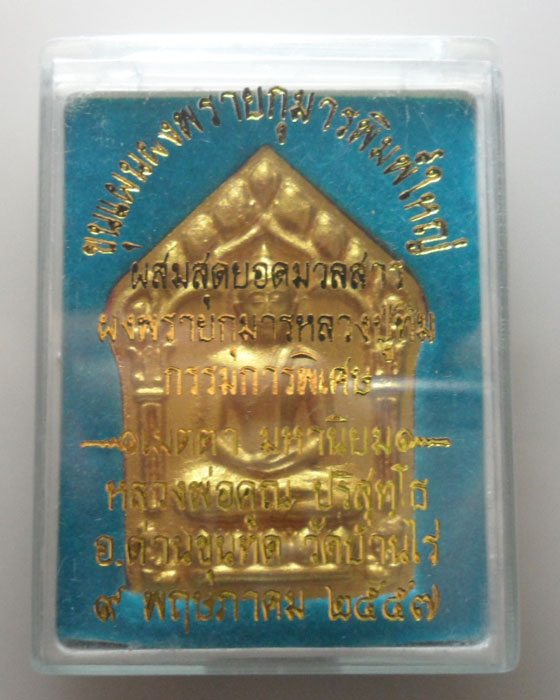 ขุนแผนผงพรายกุมารพิมพ์ใหญ่
ผสมสุดยอดมวลสาร
ผงพรายกุมารหลวงปู่ทิม
กรรมการพิเศษ
เมตตา มหานิยม
หลวงพ่อคูณ ปริสุทฺโธ
อ.ด่านขุนทด วัดบ้านไร่
๙ พฤษภาคม ๒๕๕๗